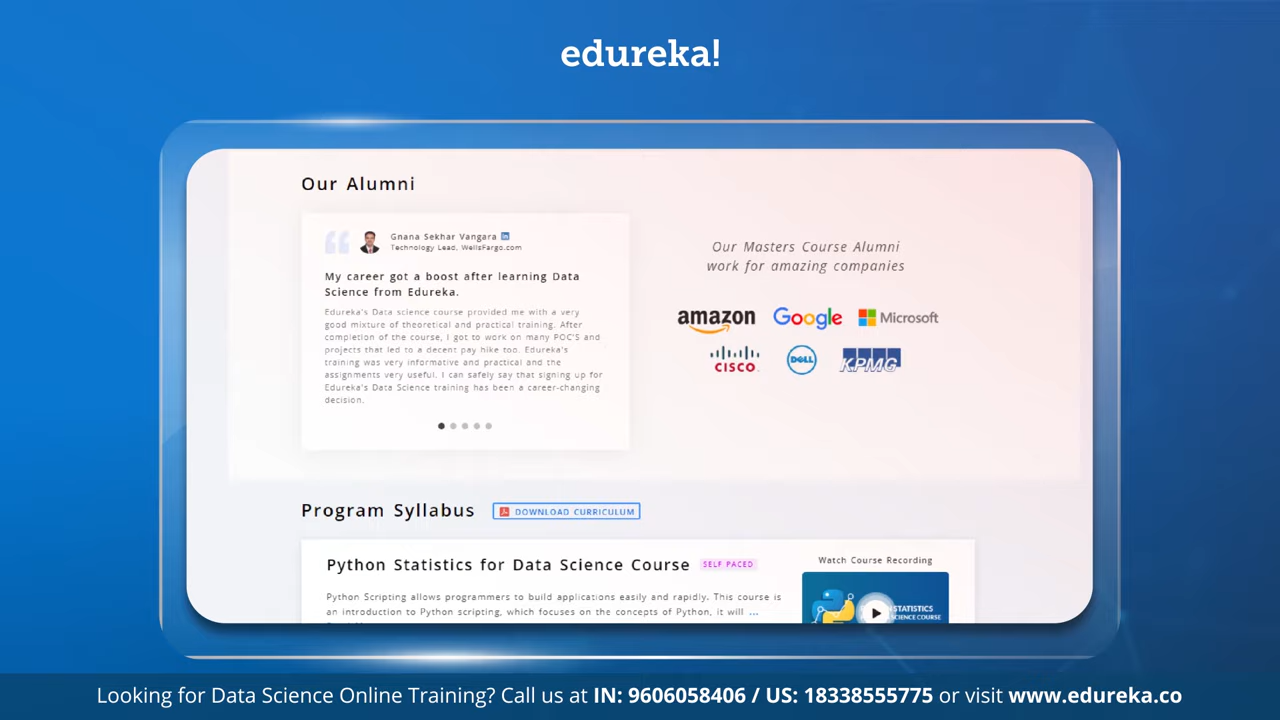 edureka!
Our Alumni
Gnana Sekhar Vangara in
Technology Lead, WellsFargo.com
My career got a boost after learning Data
Science from Edureka.
Edureka's Data science course provided me with a very
good mixture of theoretical and practical training. After
completion of the course, I got to work on many POC'S and
projects that led to a decent pay hike too. Edureka's
training was very informative and practical and the
assignments very useful. I can safely say that signing up for
Edureka's Data Science training has been a career-changing
decision.
Our Masters Course Alumni
work for amazing companies
amazon Google Microsoft
CISCO DELL KPMG
Program Syllabus DOWNLOAD CURRICULUM
Python Statistics for Data Science Course SELF PACED
Watch Course Recording
Python Scripting allows programmers to build applications easily and rapidly. This course is
an introduction to Python scripting, which focuses on the concepts of Python, it will ...
STATISTICS
SCIENCE COURSE
Looking for Data Science Online Training? Call us at IN: 9606058406 / US: 18338555775 or visit www.edureka.co